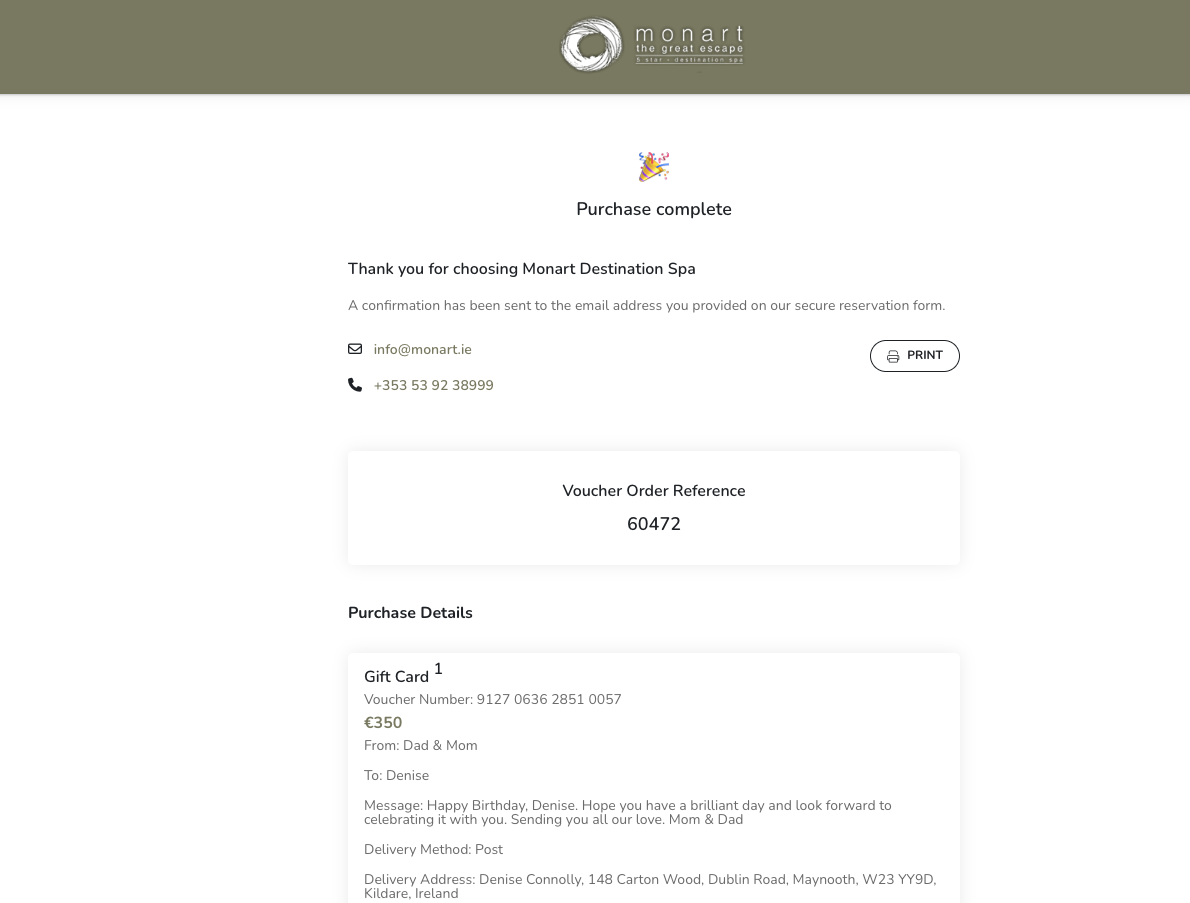 monart
the great escape
5 star - destination spa
Purchase complete
Thank you for choosing Monart Destination Spa
A confirmation has been sent to the email address you provided on our secure reservation form.
info@monart.ie
PRINT
+353 53 92 38999
Voucher Order Reference
60472
Purchase Details
Gift Card 1
Voucher Number: 9127 0636 2851 0057
€350
From: Dad & Mom
To: Denise
Message: Happy Birthday, Denise. Hope you have a brilliant day and look forward to
celebrating it with you. Sending you all our love. Mom & Dad
Delivery Method: Post
Delivery Address: Denise Connolly, 148 Carton Wood, Dublin Road, Maynooth, W23 YY9D,
Kildare, Ireland